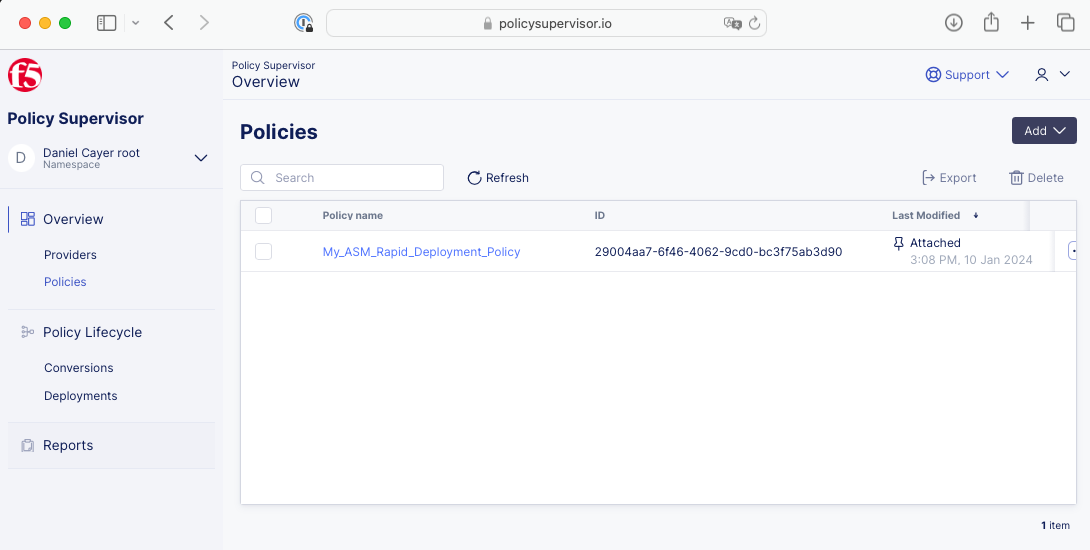 policysupervisor.io
f5
Policy Supervisor
Overview
Support
Policy Supervisor
D
Daniel Cayer root
Namespace
Overview
Providers
Policies
Policy Lifecycle
Conversions
Deployments
Reports
Policies
Add
Search
Refresh
Export
Delete
Policy name ID Last Modified
My_ASM_Rapid_Deployment_Policy 29004aa7-6f46-4062-9cd0-bc3f75ab3d90 Attached
3:08 PM, 10 Jan 2024
1 item